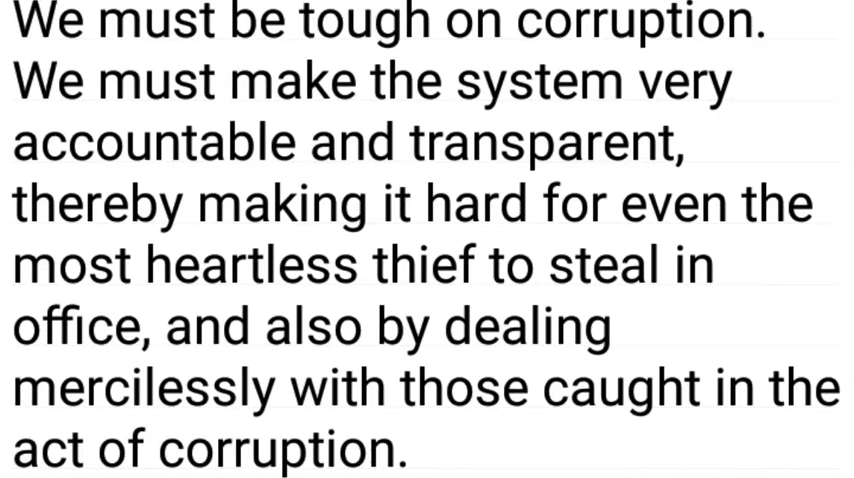 We must be tough on corruption.
We must make the system very
accountable and transparent,
thereby making it hard for even the
most heartless thief to steal in
office, and also by dealing
mercilessly with those caught in the
act of corruption.